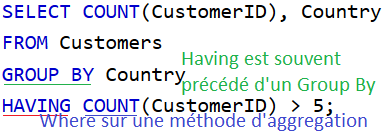 SELECT COUNT(CustomerID), Country
FROM Customers
GROUP BY Country
Having est souvent
précédé d'un Group By
HAVING COUNT(CustomerID) > 5;
Where sur une méthode d'aggregation